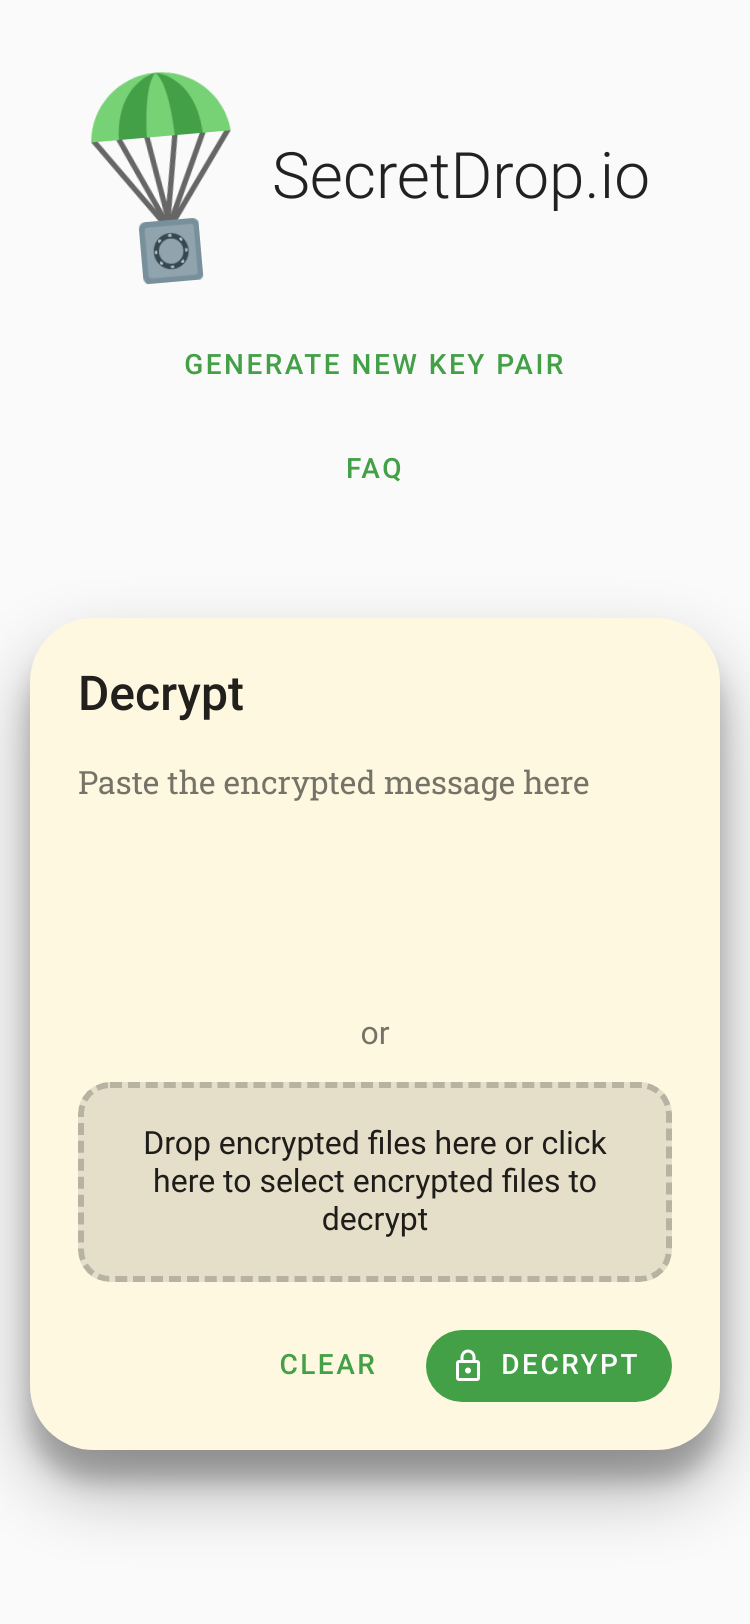 SecretDrop.io
GENERATE NEW KEY PAIR
FAQ
Decrypt
Paste the encrypted message here
or
Drop encrypted files here or click
here to select encrypted files to
decrypt
CLEAR
DECRYPT